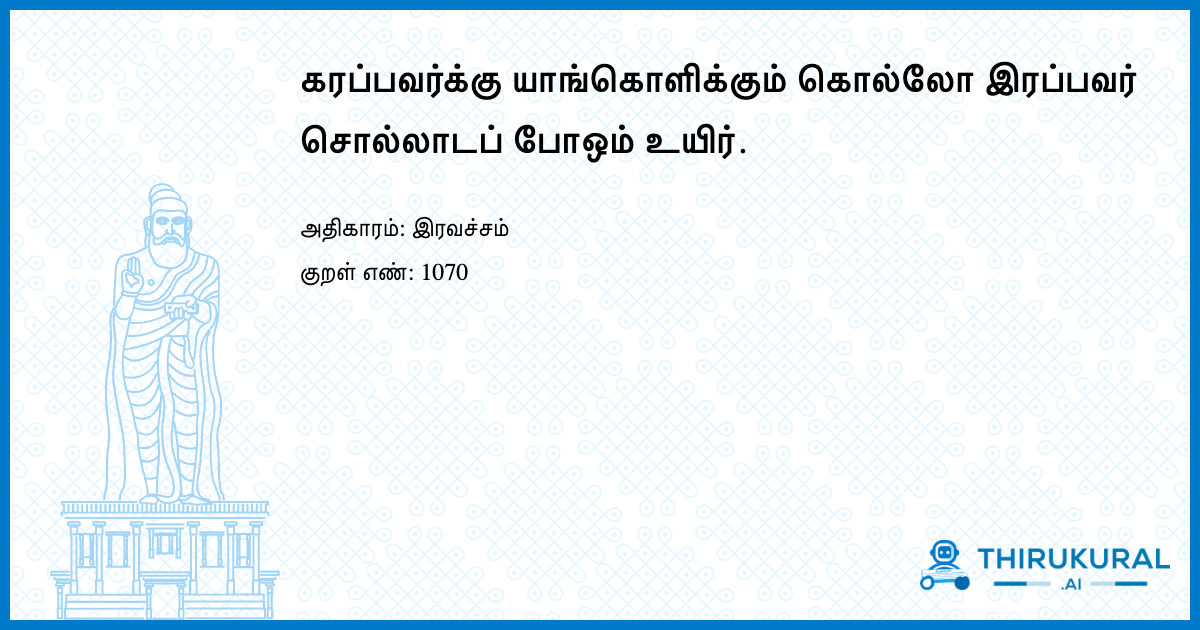 கரப்பவர்க்கு யாங்கொளிக்கும் கொல்லோ இரப்பவர்
சொல்லாடப் போஒம் உயிர்.
அதிகாரம்: இரவச்சம்
குறள் எண்: 1070
THIRUKURAL
.AI